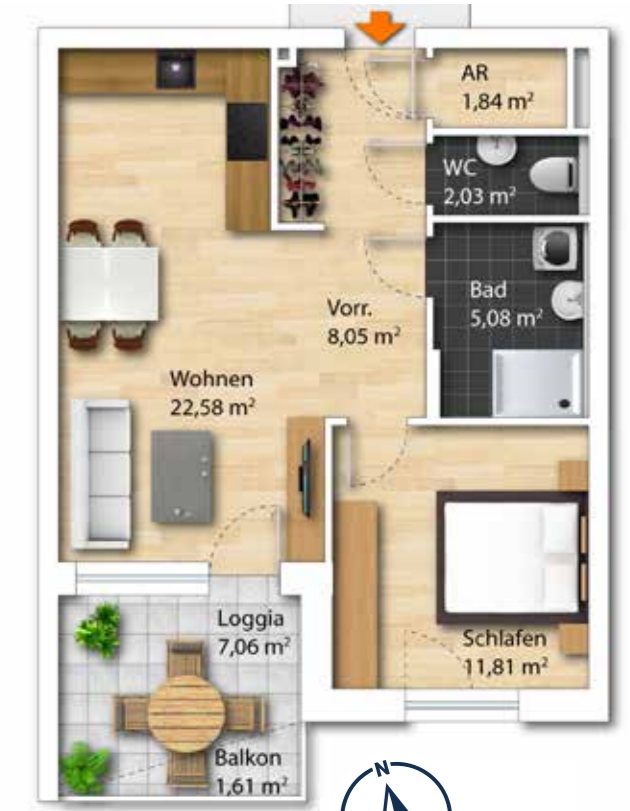 AR
1,84 m²
WC
2,03 m²
Bad
5,08 m²
Vorr.
8,05 m²
Wohnen
22,58 m²
Loggia
7,06 m²
Schlafen
11,81 m²
Balkon
1,61 m²
N